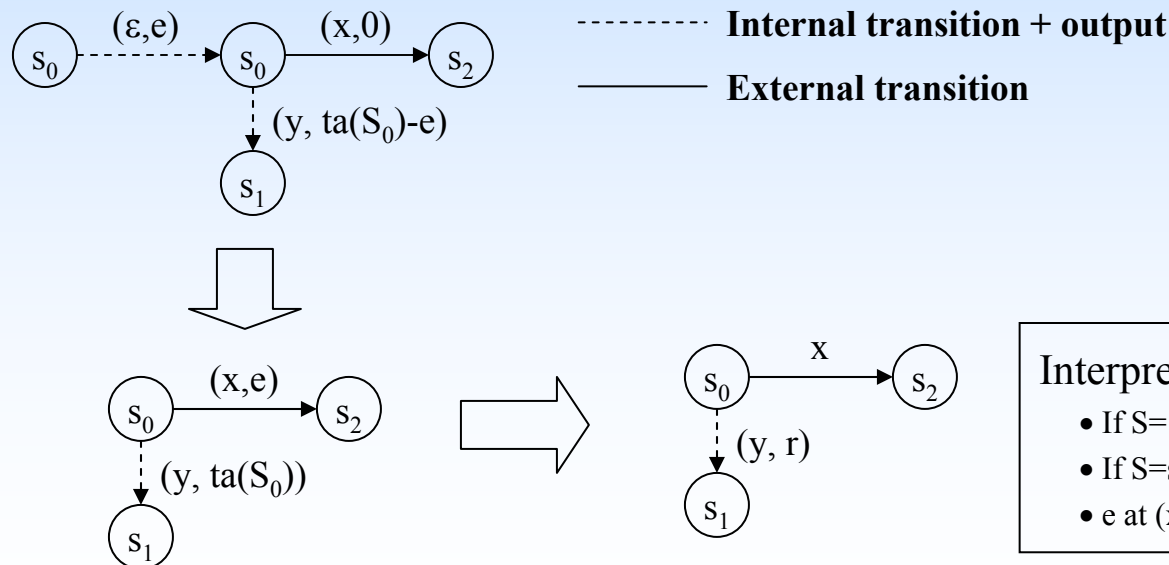 (ε,e)
(x,0)
s₀
s₀
s₂
(y, ta(S₀)-e)
s₁
Internal transition + output
External transition
(x,e)
s₀
s₂
(y, ta(S₀))
s₁
x
s₀
s₂
(y, r)
s₁
Interpre
• If S=
• If S=s
• e at (x